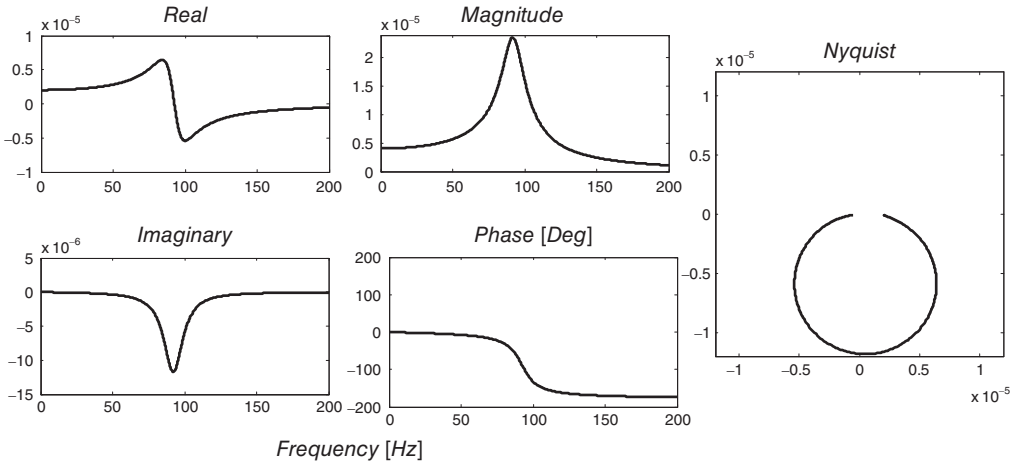 Real
x 10⁻⁵
1
0.5
0
−0.5
−1
0 50 100 150 200
Magnitude
x 10⁻⁵
2
1.5
1
0.5
0
0 50 100 150 200
Imaginary
x 10⁻⁶
5
0
−5
−10
−15
0 50 100 150 200
Phase [Deg]
200
100
0
−100
−200
0 50 100 150 200
Frequency [Hz]
Nyquist
x 10⁻⁵
1
0.5
0
−0.5
−1
−1 −0.5 0 0.5 1
x 10⁻⁵